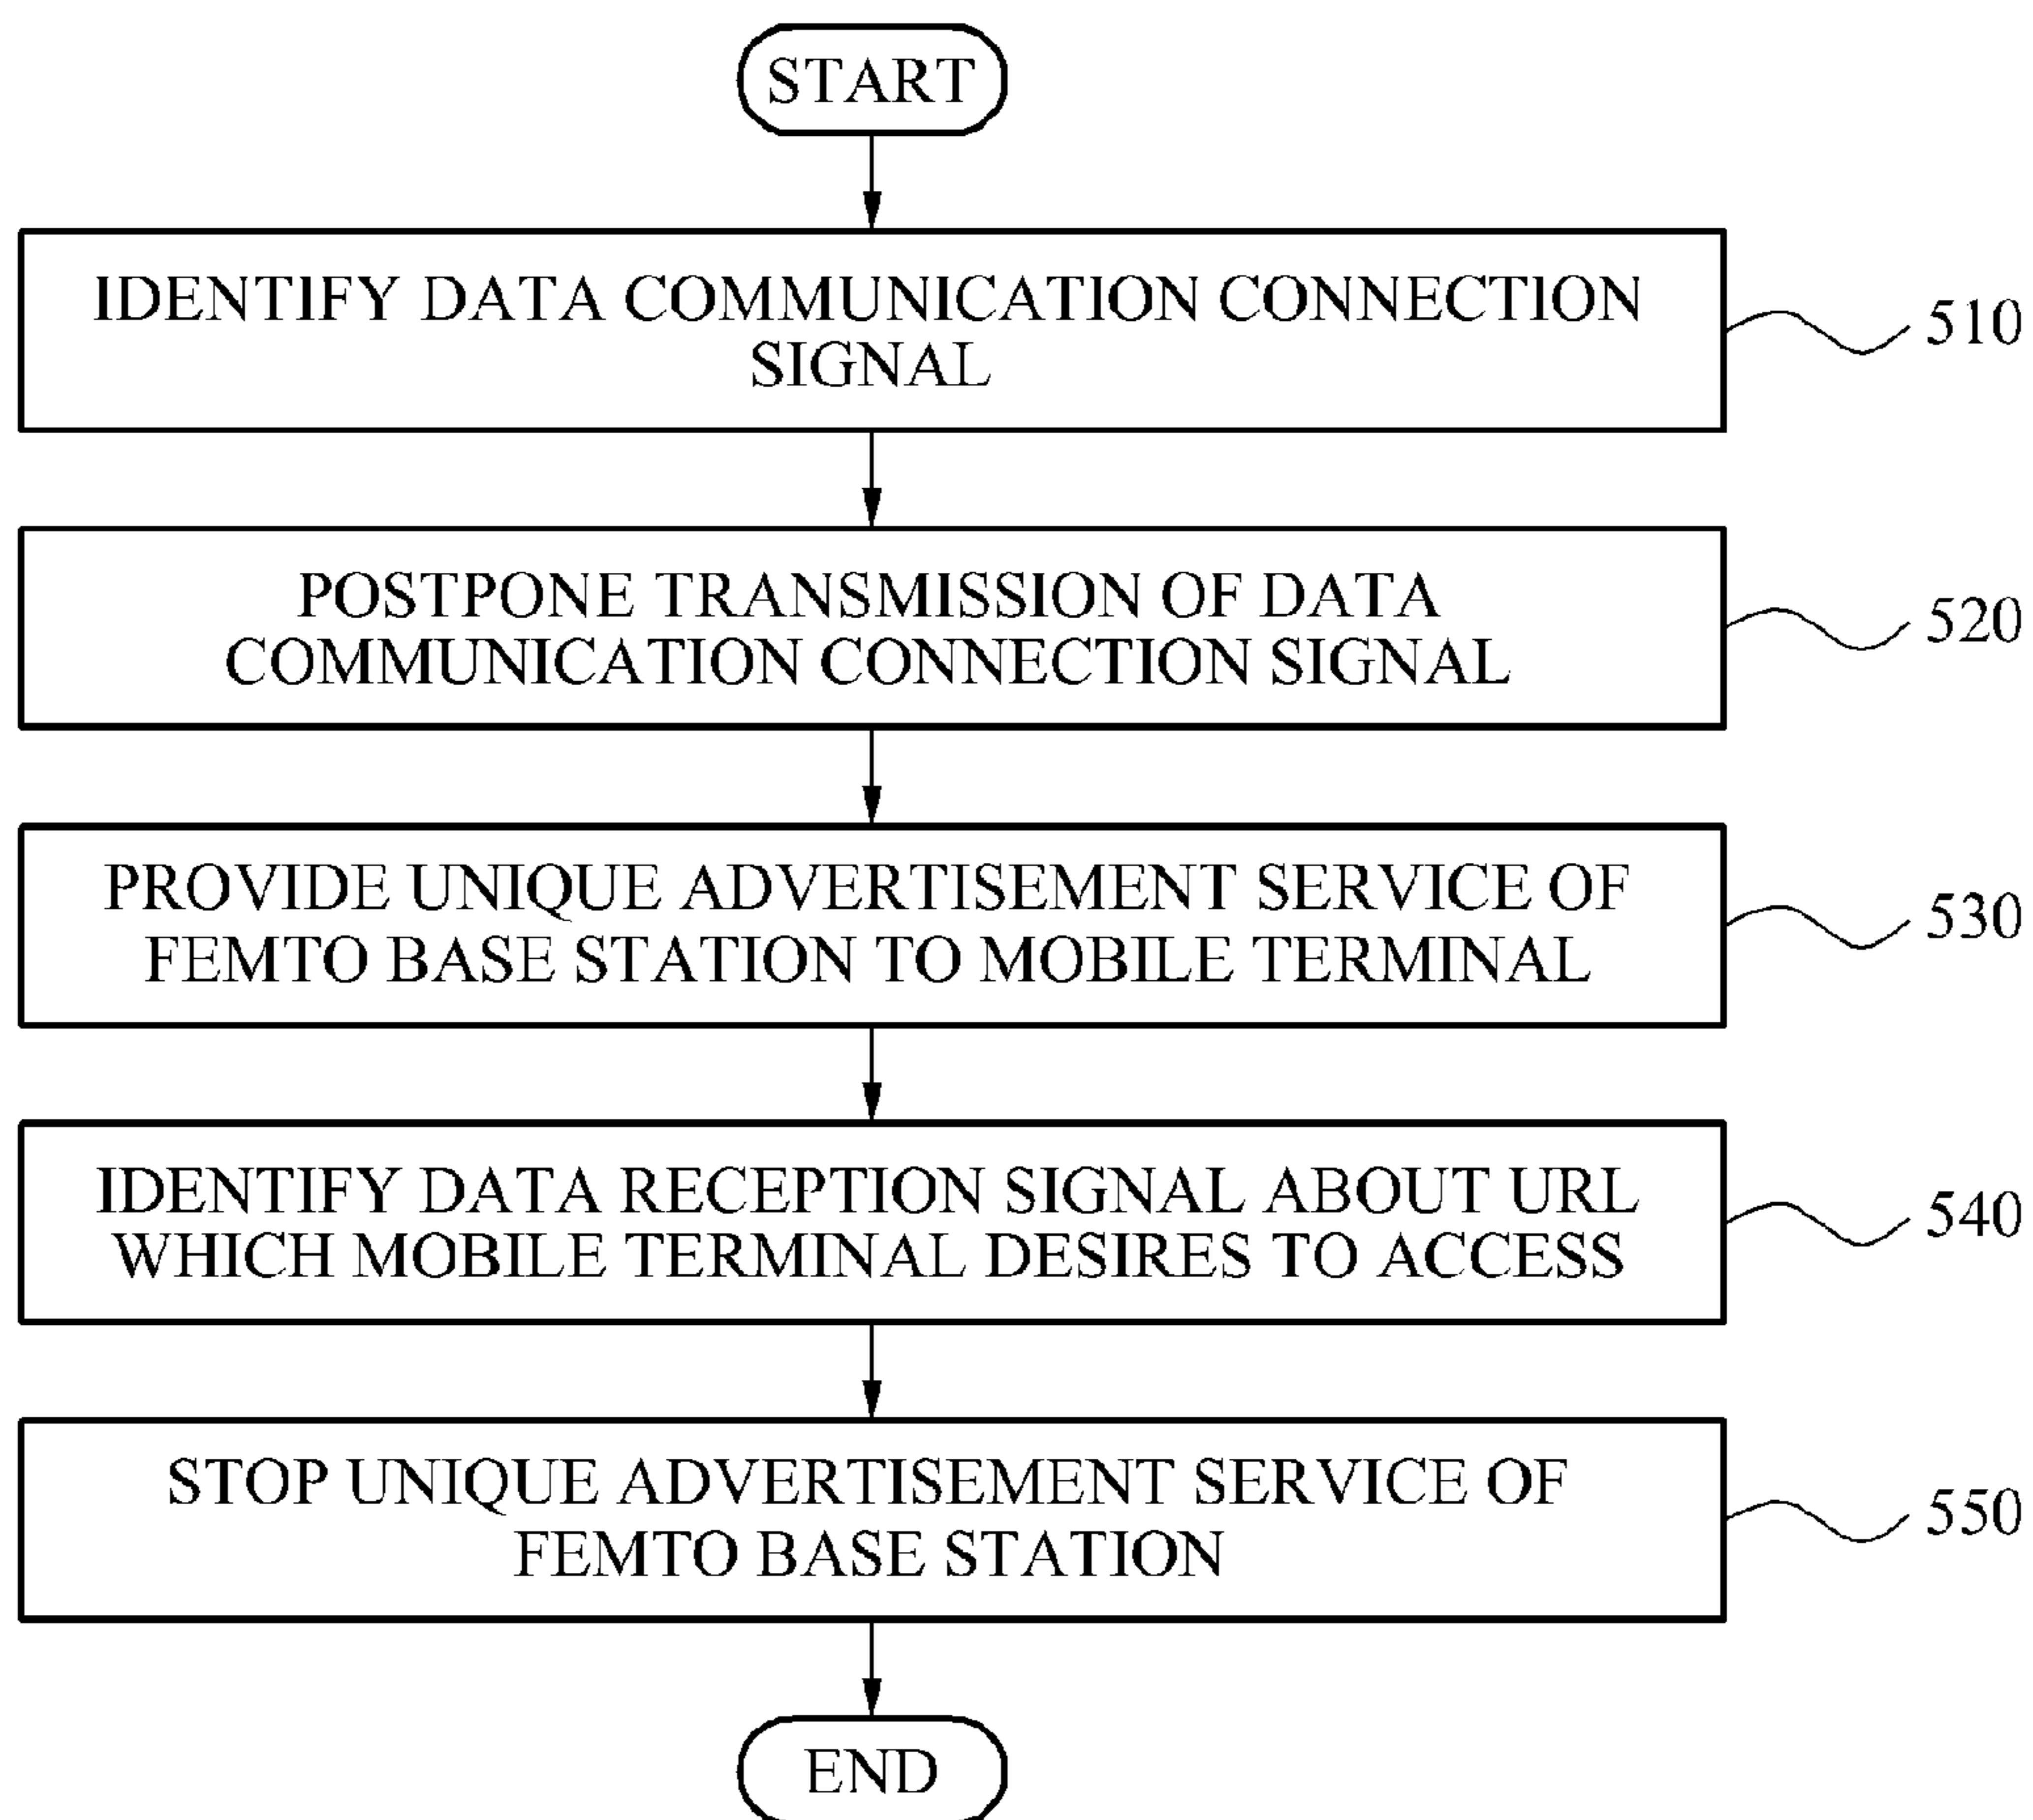 START
IDENTIFY DATA COMMUNICATION CONNECTION
SIGNAL
510
POSTPONE TRANSMISSION OF DATA
COMMUNICATION CONNECTION SIGNAL
520
PROVIDE UNIQUE ADVERTISEMENT SERVICE OF
FEMTO BASE STATION TO MOBILE TERMINAL
530
IDENTIFY DATA RECEPTION SIGNAL ABOUT URL
WHICH MOBILE TERMINAL DESIRES TO ACCESS
540
STOP UNIQUE ADVERTISEMENT SERVICE OF
FEMTO BASE STATION
550
END